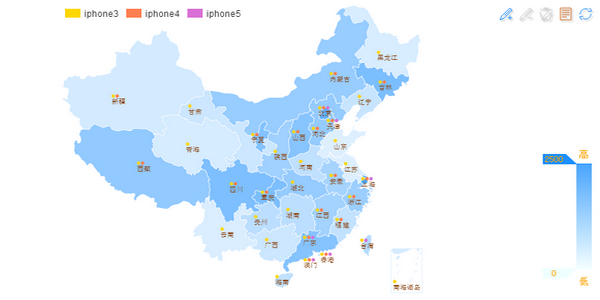 iphone3 iphone4 iphone5
黑龙江
内蒙古
吉林
新疆
辽宁
甘肃
北京
天津
宁夏
山西
河北
山东
青海
陕西
河南
江苏
西藏
安徽
上海
四川
重庆
湖北
浙江
湖南
江西
贵州
福建
云南
广西
广东
台湾
香港
澳门
海南
南海诸岛
高
2500
0
低